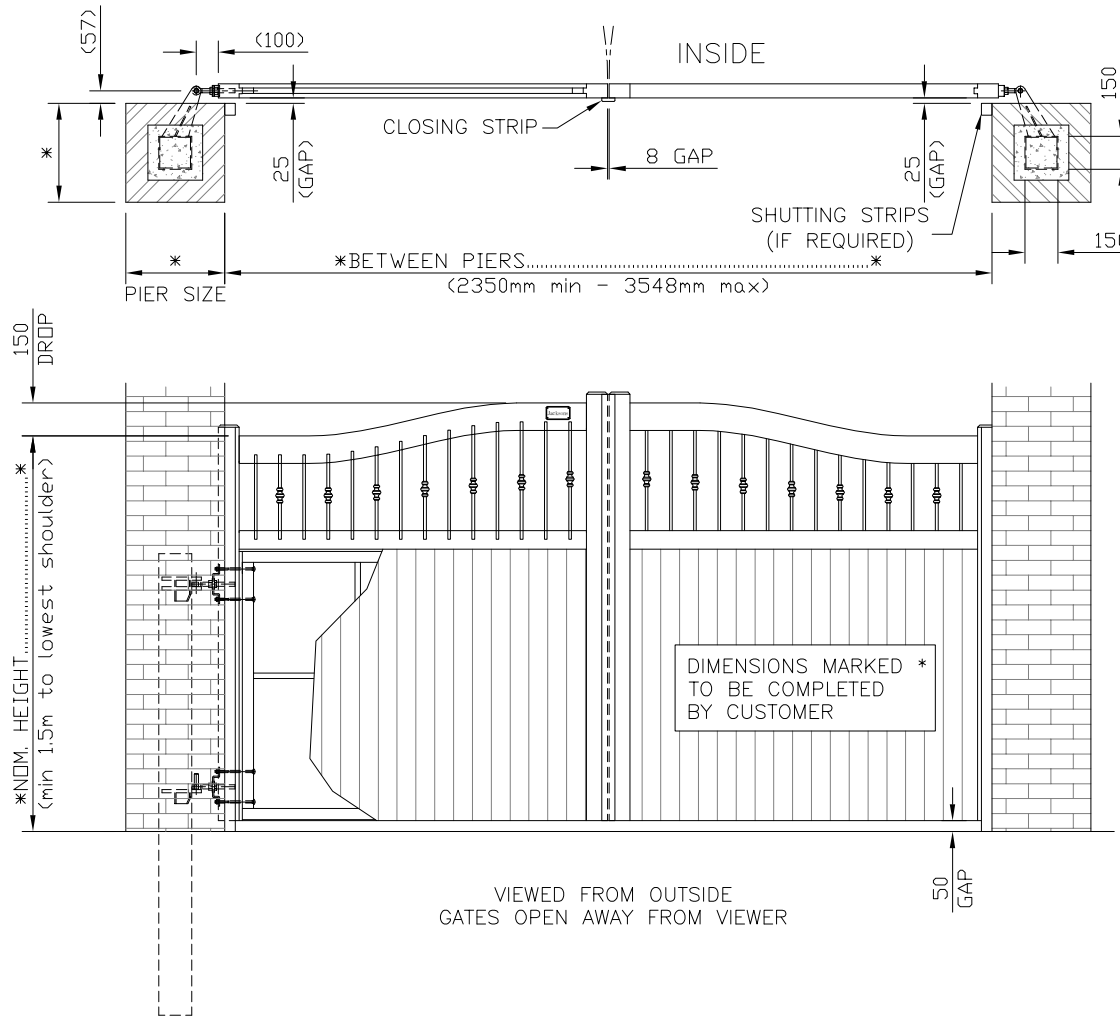 (57)
(100)
INSIDE
150
CLOSING STRIP
*
25
(GAP)
8 GAP
25
(GAP)
SHUTTING STRIPS
(IF REQUIRED)
150
*
*BETWEEN PIERS..........................................................*
(2350mm min - 3548mm max)
PIER SIZE
150
DROP
Jacksons
*NOM. HEIGHT....................*
(min 1.5m to lowest shoulder)
DIMENSIONS MARKED *
TO BE COMPLETED
BY CUSTOMER
50
GAP
VIEWED FROM OUTSIDE
GATES OPEN AWAY FROM VIEWER